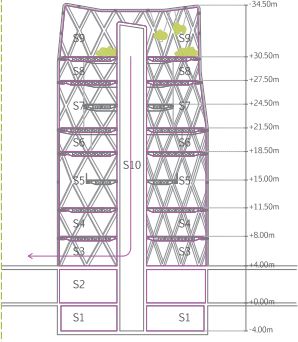 -34.50m
S9 S9
+30.50m
S8 S8
+27.50m
S7 S7
+24.50m
+21.50m
S6 S6
+18.50m
S10
S5 S5
+15.00m
+11.50m
S4 S4
+8.00m
S3 S3
+4.00m
S2
+0.00m
S1 S1
-4.00m